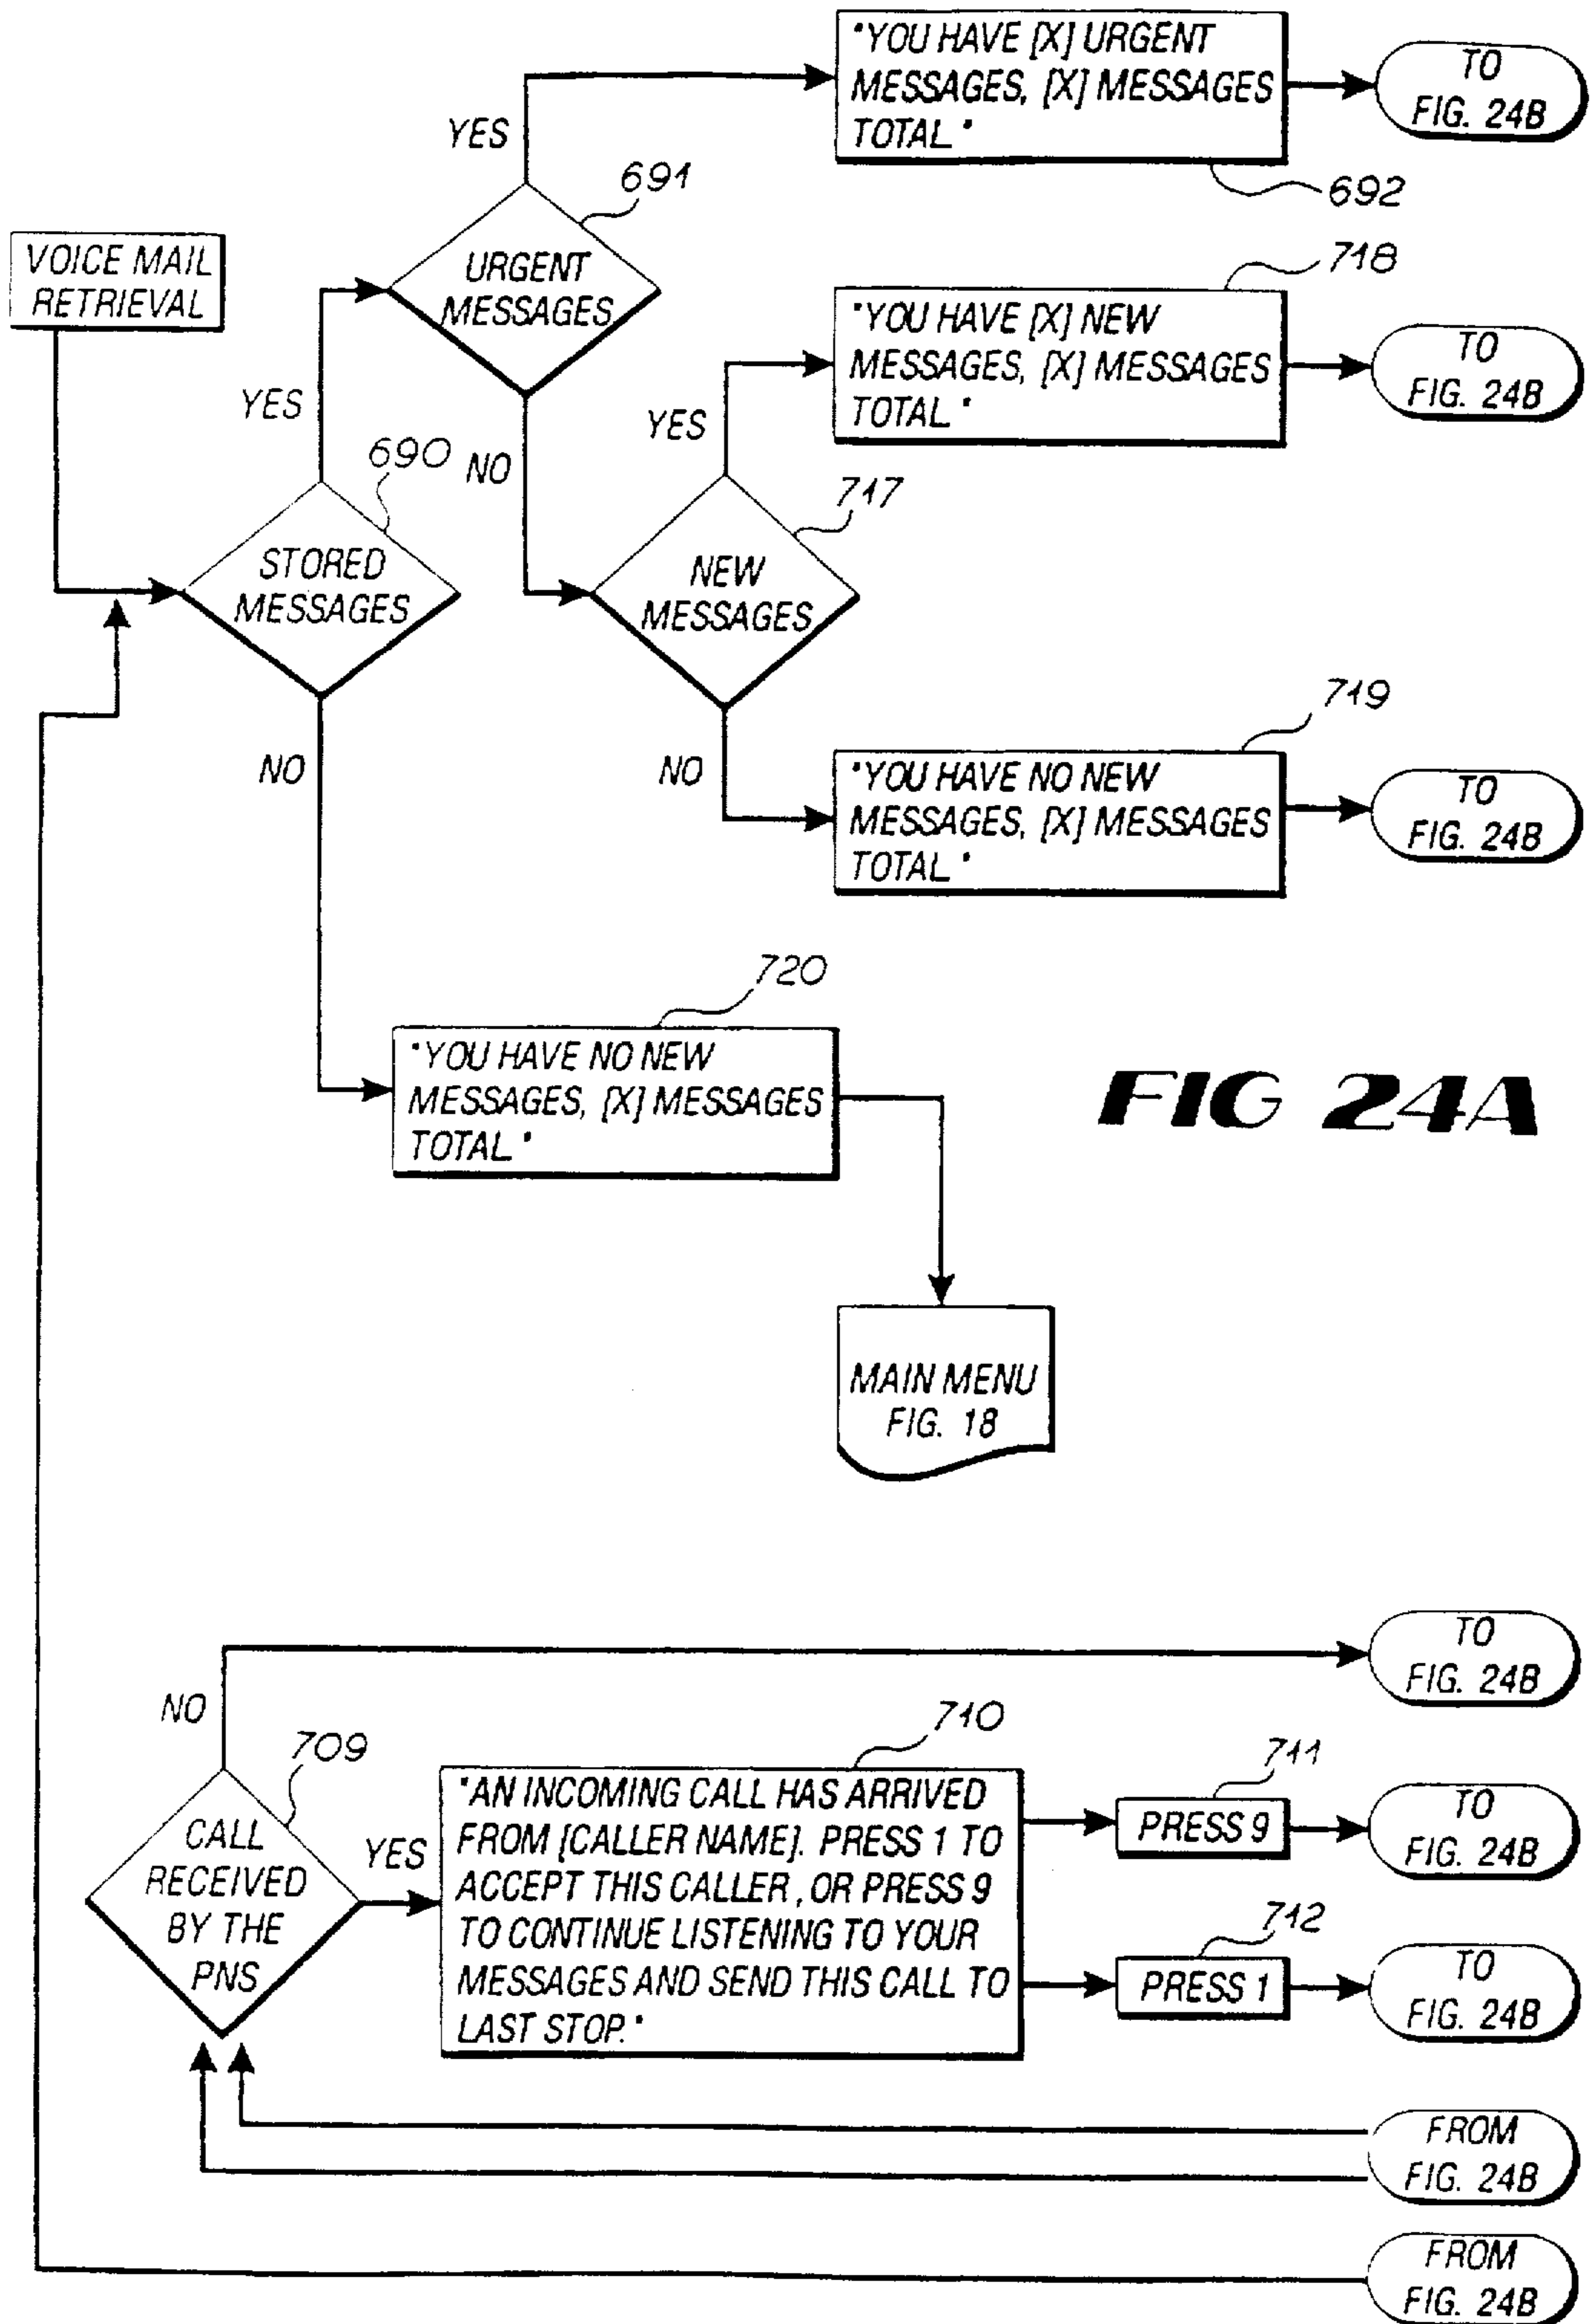 "YOU HAVE [X] URGENT
MESSAGES, [X] MESSAGES
TOTAL."
TO
FIG. 24B
YES
691
692
VOICE MAIL
RETRIEVAL
URGENT
MESSAGES
718
"YOU HAVE [X] NEW
MESSAGES, [X] MESSAGES
TOTAL."
TO
FIG. 24B
YES
YES
690
NO
717
STORED
MESSAGES
NEW
MESSAGES
719
NO
NO
"YOU HAVE NO NEW
MESSAGES, [X] MESSAGES
TOTAL."
TO
FIG. 24B
720
"YOU HAVE NO NEW
MESSAGES, [X] MESSAGES
TOTAL."
FIG 24A
MAIN MENU
FIG. 18
TO
FIG. 24B
NO
709
710
711
CALL
RECEIVED
BY THE
PNS
YES
"AN INCOMING CALL HAS ARRIVED
FROM [CALLER NAME]. PRESS 1 TO
ACCEPT THIS CALLER, OR PRESS 9
TO CONTINUE LISTENING TO YOUR
MESSAGES AND SEND THIS CALL TO
LAST STOP."
PRESS 9
TO
FIG. 24B
712
PRESS 1
TO
FIG. 24B
FROM
FIG. 24B
FROM
FIG. 24B